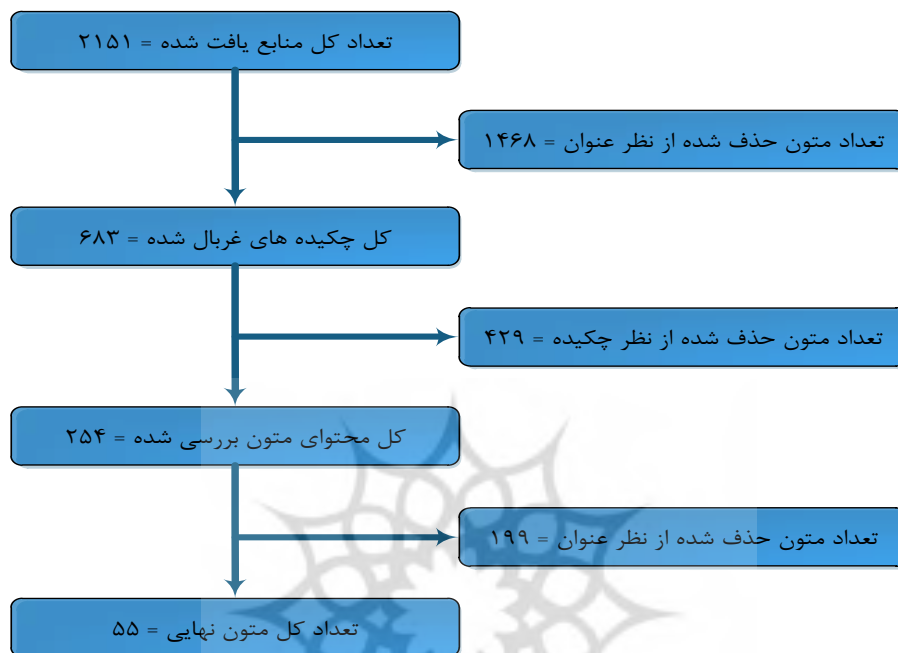 تعداد کل منابع یافت شده = ۲۱۵۱
تعداد متون حذف شده از نظر عنوان = ۱۴۶۸
کل چکیده های غربال شده = ۶۸۳
تعداد متون حذف شده از نظر چکیده = ۴۲۹
کل محتوای متون بررسی شده = ۲۵۴
تعداد متون حذف شده از نظر عنوان = ۱۹۹
تعداد کل متون نهایی = ۵۵